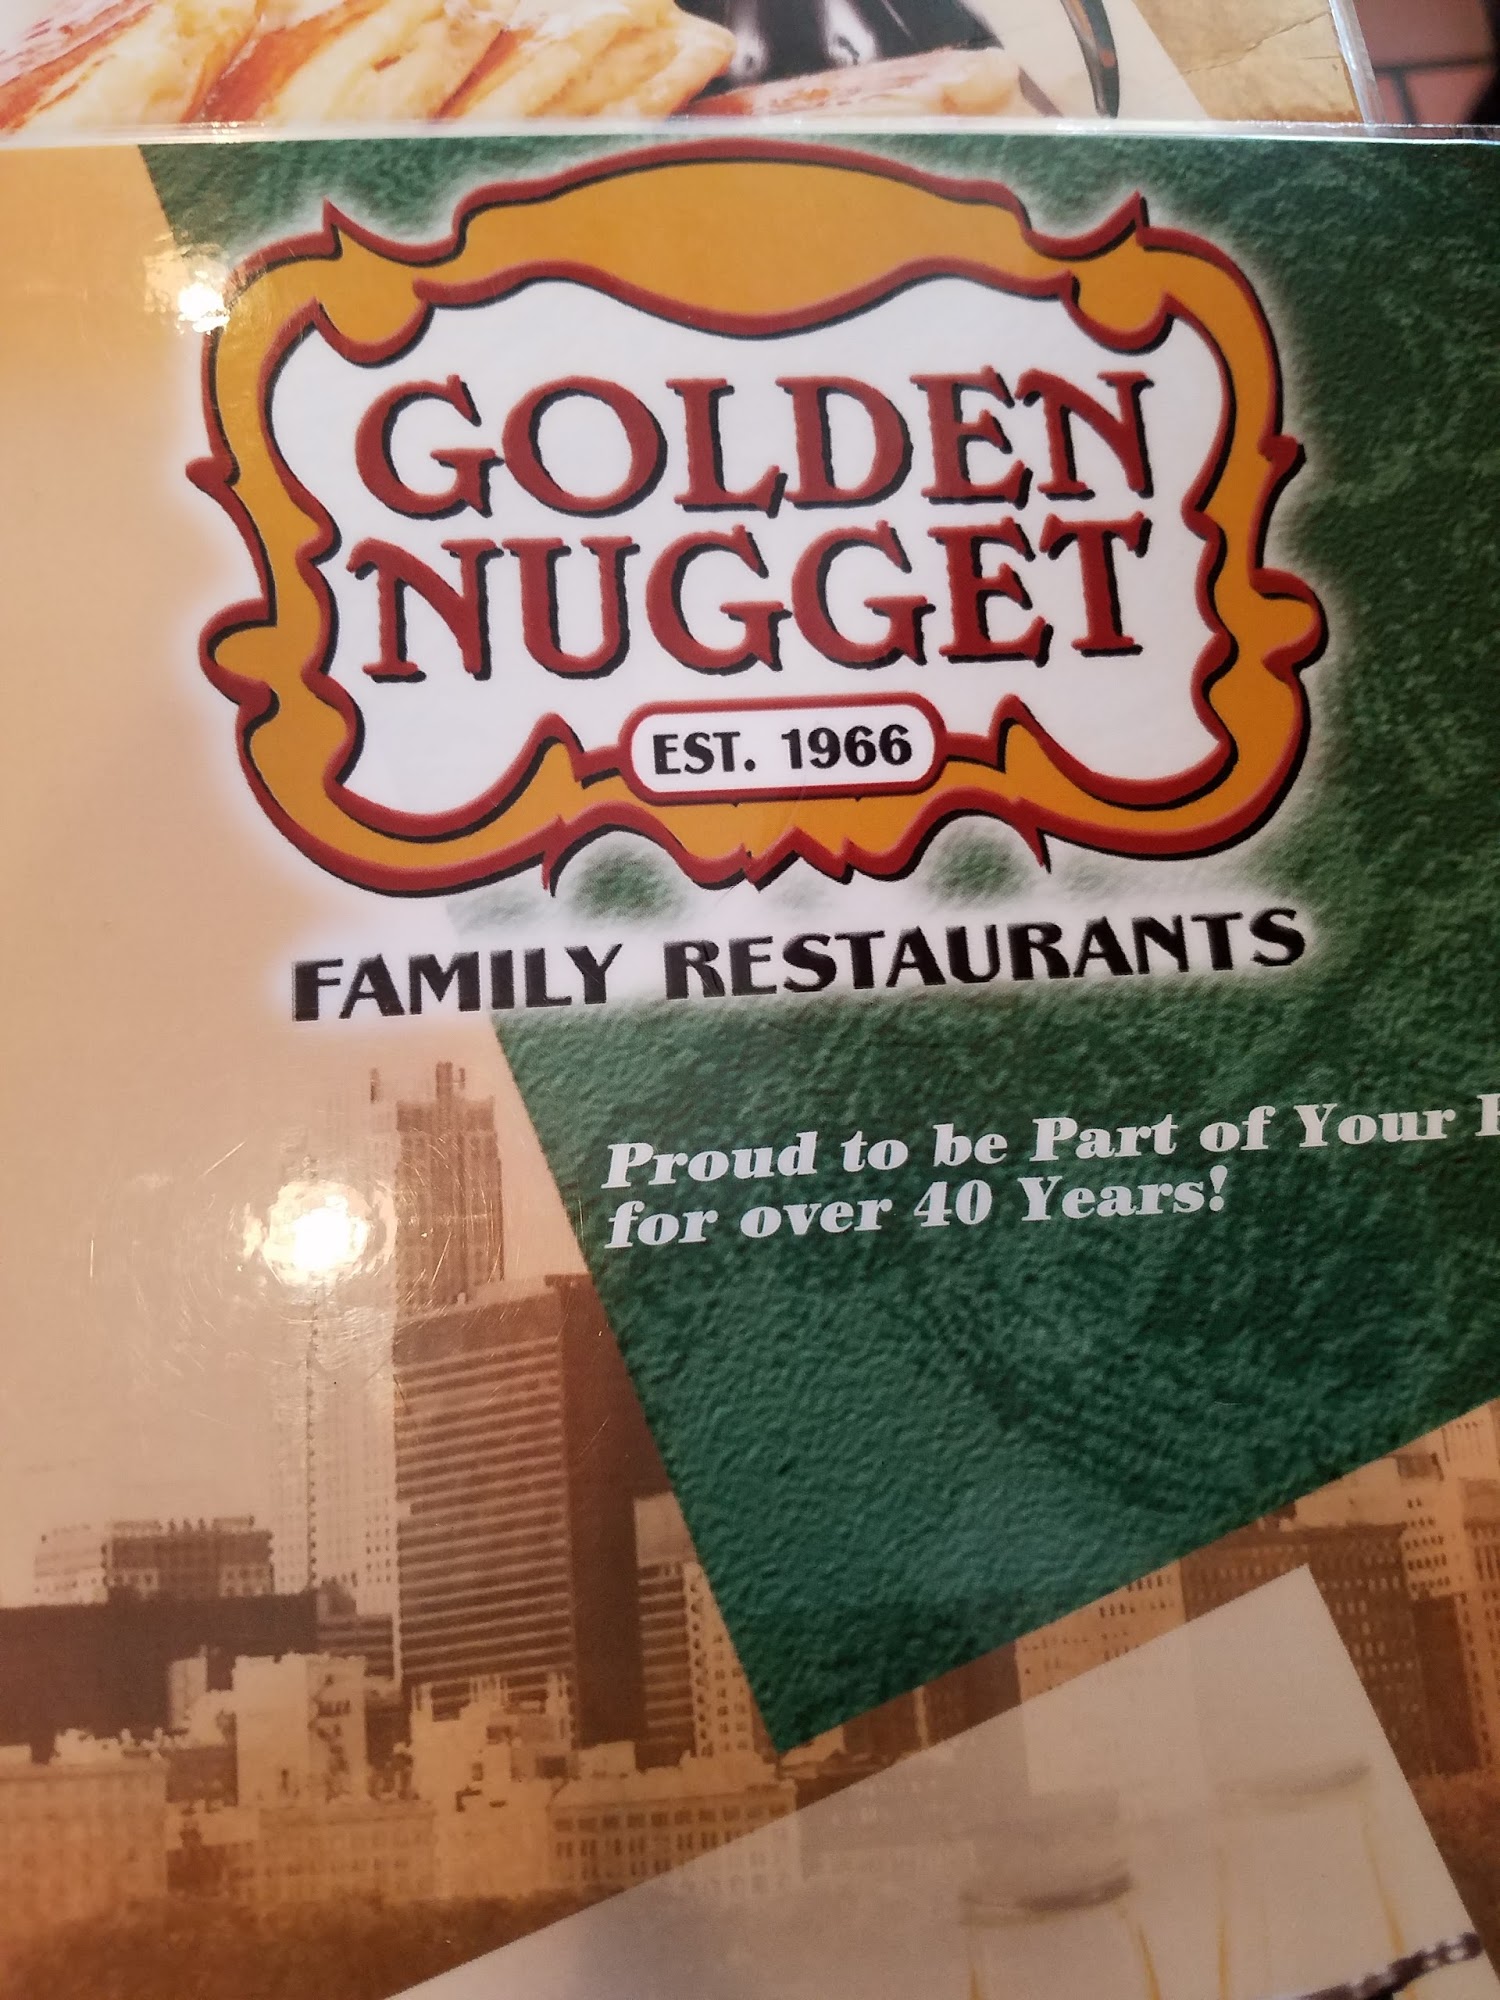 GOLDEN
NUGGET
EST. 1966
FAMILY RESTAURANTS
Proud to be Part of Your
for over 40 Years!